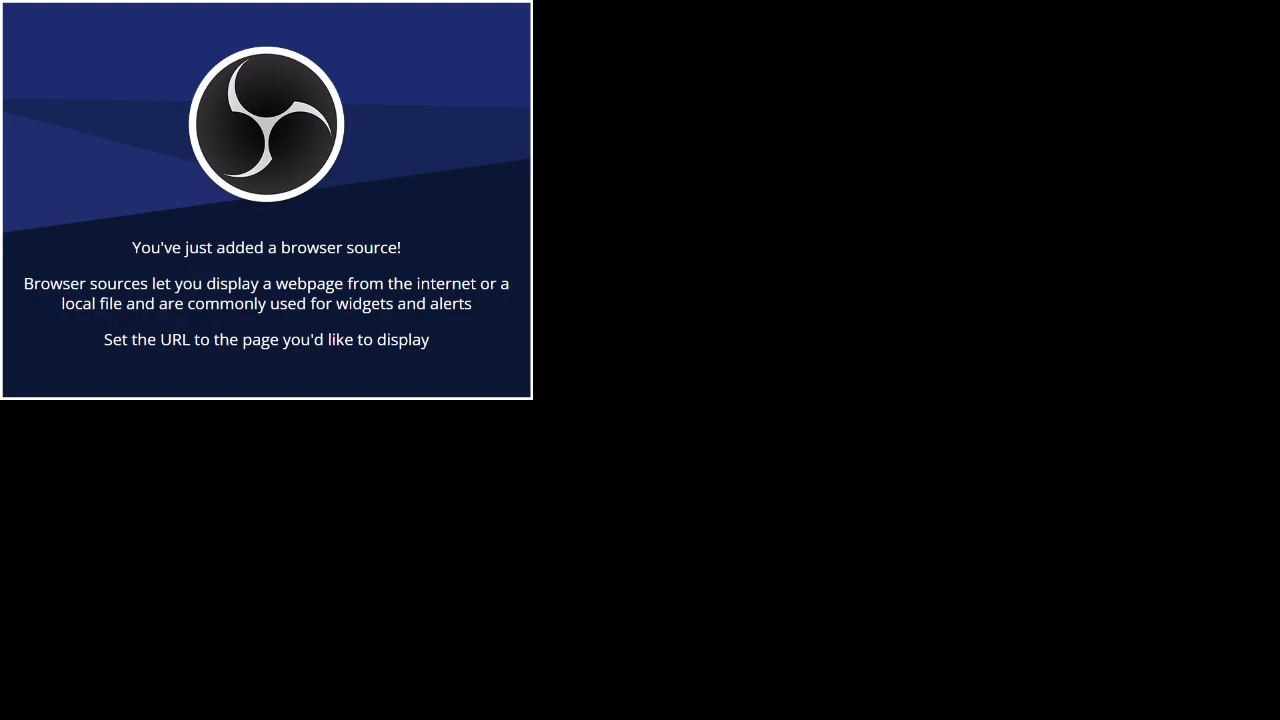 You've just added a browser source!
Browser sources let you display a webpage from the internet or a
local file and are commonly used for widgets and alerts
Set the URL to the page you'd like to display